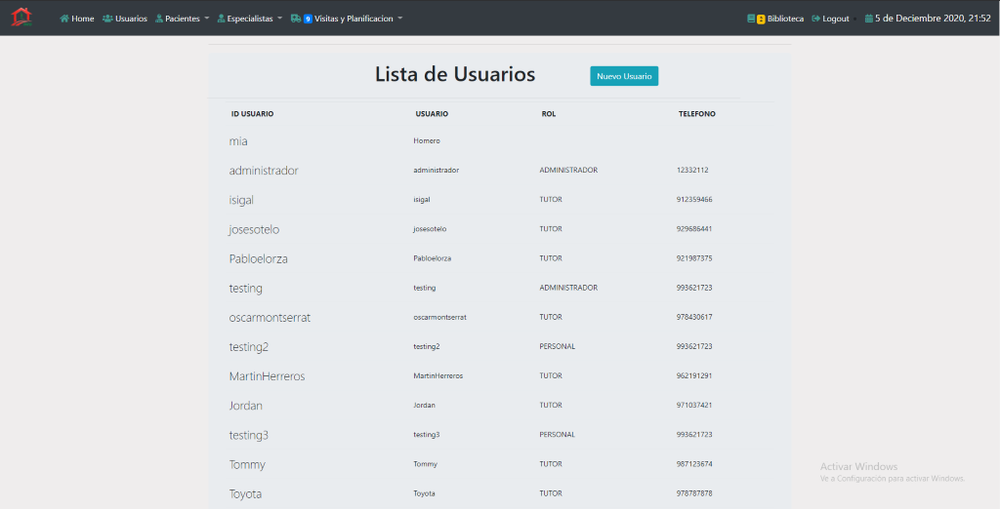 Home Usuarios Pacientes Especialistas 9 Visitas y Planificacion 2 Biblioteca Logout 5 de Deciembre 2020, 21:52
Lista de Usuarios Nuevo Usuario
ID USUARIO USUARIO ROL TELEFONO
mia Homero
administrador administrador ADMINISTRADOR 12332112
isigal isigal TUTOR 912359466
josesotelo josesotelo TUTOR 929686441
Pabloelorza Pabloelorza TUTOR 921987375
testing testing ADMINISTRADOR 993621723
oscarmontserrat oscarmontserrat TUTOR 978430617
testing2 testing2 PERSONAL 993621723
MartinHerreros MartinHerreros TUTOR 962191291
Jordan Jordan TUTOR 971037421
testing3 testing3 PERSONAL 993621723
Tommy Tommy TUTOR 987123674
Toyota Toyota TUTOR 978787878
Activar Windows
Ve a Configuración para activar Windows.